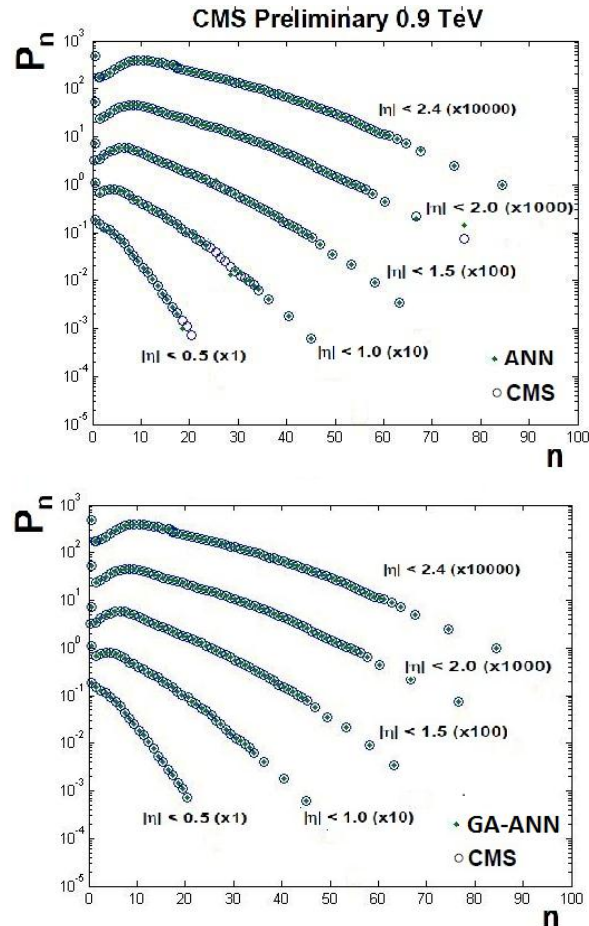 CMS Preliminary 0.9 TeV
Pn
10^3
10^2
10^1
10^0
10^-1
10^-2
10^-3
10^-4
10^-5
|η| < 2.4 (x10000)
|η| < 2.0 (x1000)
|η| < 1.5 (x100)
|η| < 1.0 (x10)
|η| < 0.5 (x1)
ANN
CMS
0 10 20 30 40 50 60 70 80 90 100
n
Pn
10^3
10^2
10^1
10^0
10^-1
10^-2
10^-3
10^-4
10^-5
|η| < 2.4 (x10000)
|η| < 2.0 (x1000)
|η| < 1.5 (x100)
|η| < 0.5 (x1)
|η| < 1.0 (x10)
GA-ANN
CMS
0 10 20 30 40 50 60 70 80 90 100
n